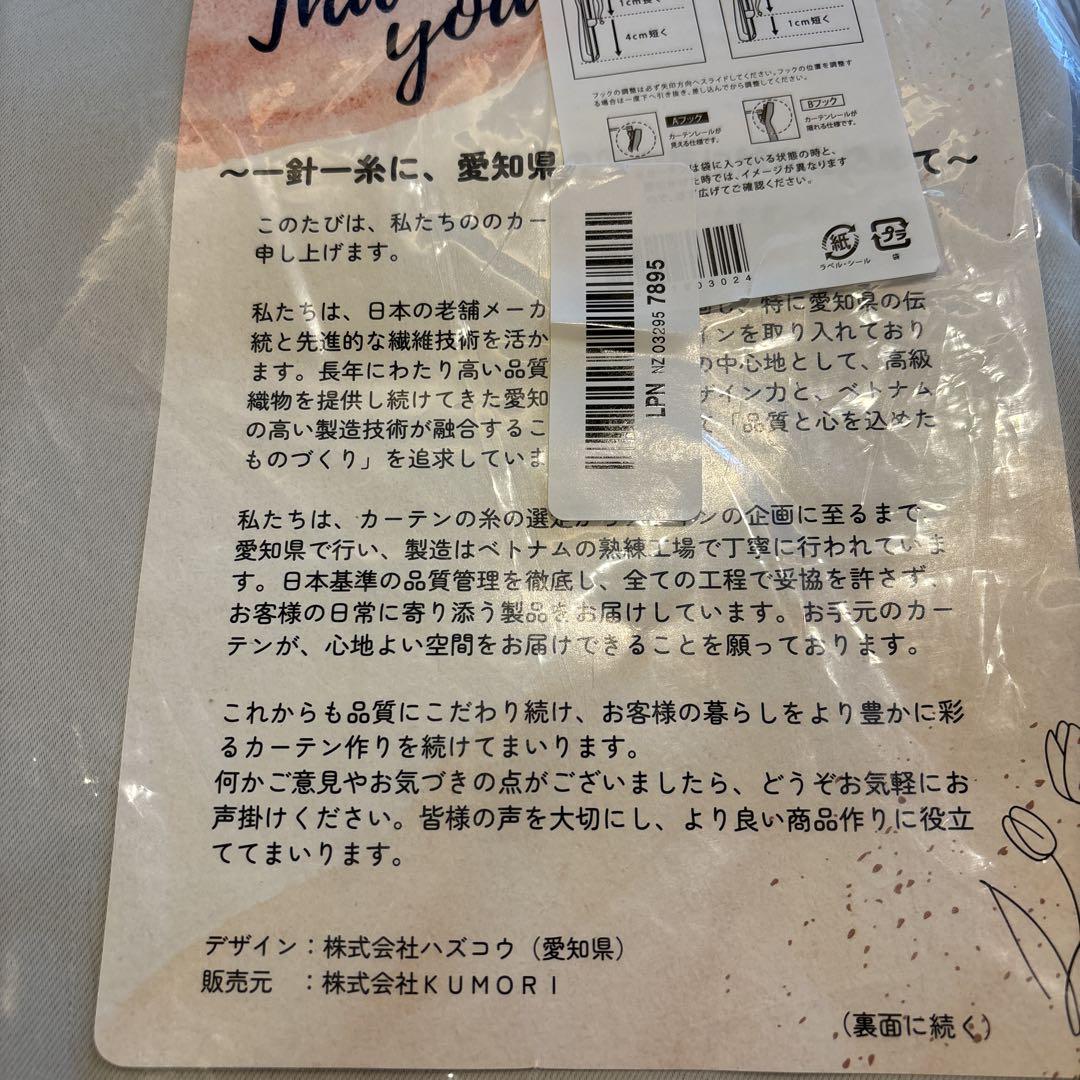 Thank
you
1cm長く
4cm短く
1cm短く
フックの調整は必ず矢印方向へスライドしてください。フックの位置を調整す
る場合は一度下へ引き抜き、差し込んでから調整してください。
Aフック
カーテンレールが
見える仕様です。
Bフック
カーテンレールが
隠れる仕様です。
は袋に入っている状態の時と、
た時では、イメージが異なります
広げてご確認ください。
03024
紙
ラベル・シール
プラ
袋
LPN NZ03295 7895
～一針一糸に、愛知県 て～
このたびは、私たちののカー
申し上げます。
私たちは、日本の老舗メーカ 特に愛知県の伝
統と先進的な繊維技術を活か インを取り入れており
ます。長年にわたり高い品質 の中心地として、高級
織物を提供し続けてきた愛知 ザイン力と、ベトナム
の高い製造技術が融合するこ て「品質と心を込めた
ものづくり」を追求していま
私たちは、カーテンの糸の選定から ンの企画に至るまで
愛知県で行い、製造はベトナムの熟練工場で丁寧に行われていま
す。日本基準の品質管理を徹底し、全ての工程で妥協を許さず、
お客様の日常に寄り添う製品をお届けしています。お手元のカー
テンが、心地よい空間をお届けできることを願っております。
これからも品質にこだわり続け、お客様の暮らしをより豊かに彩
るカーテン作りを続けてまいります。
何かご意見やお気づきの点がございましたら、どうぞお気軽にお
声掛けください。皆様の声を大切にし、より良い商品作りに役立
ててまいります。
デザイン：株式会社ハズコウ（愛知県）
販売元　：株式会社ＫＵＭＯＲＩ
（裏面に続く）